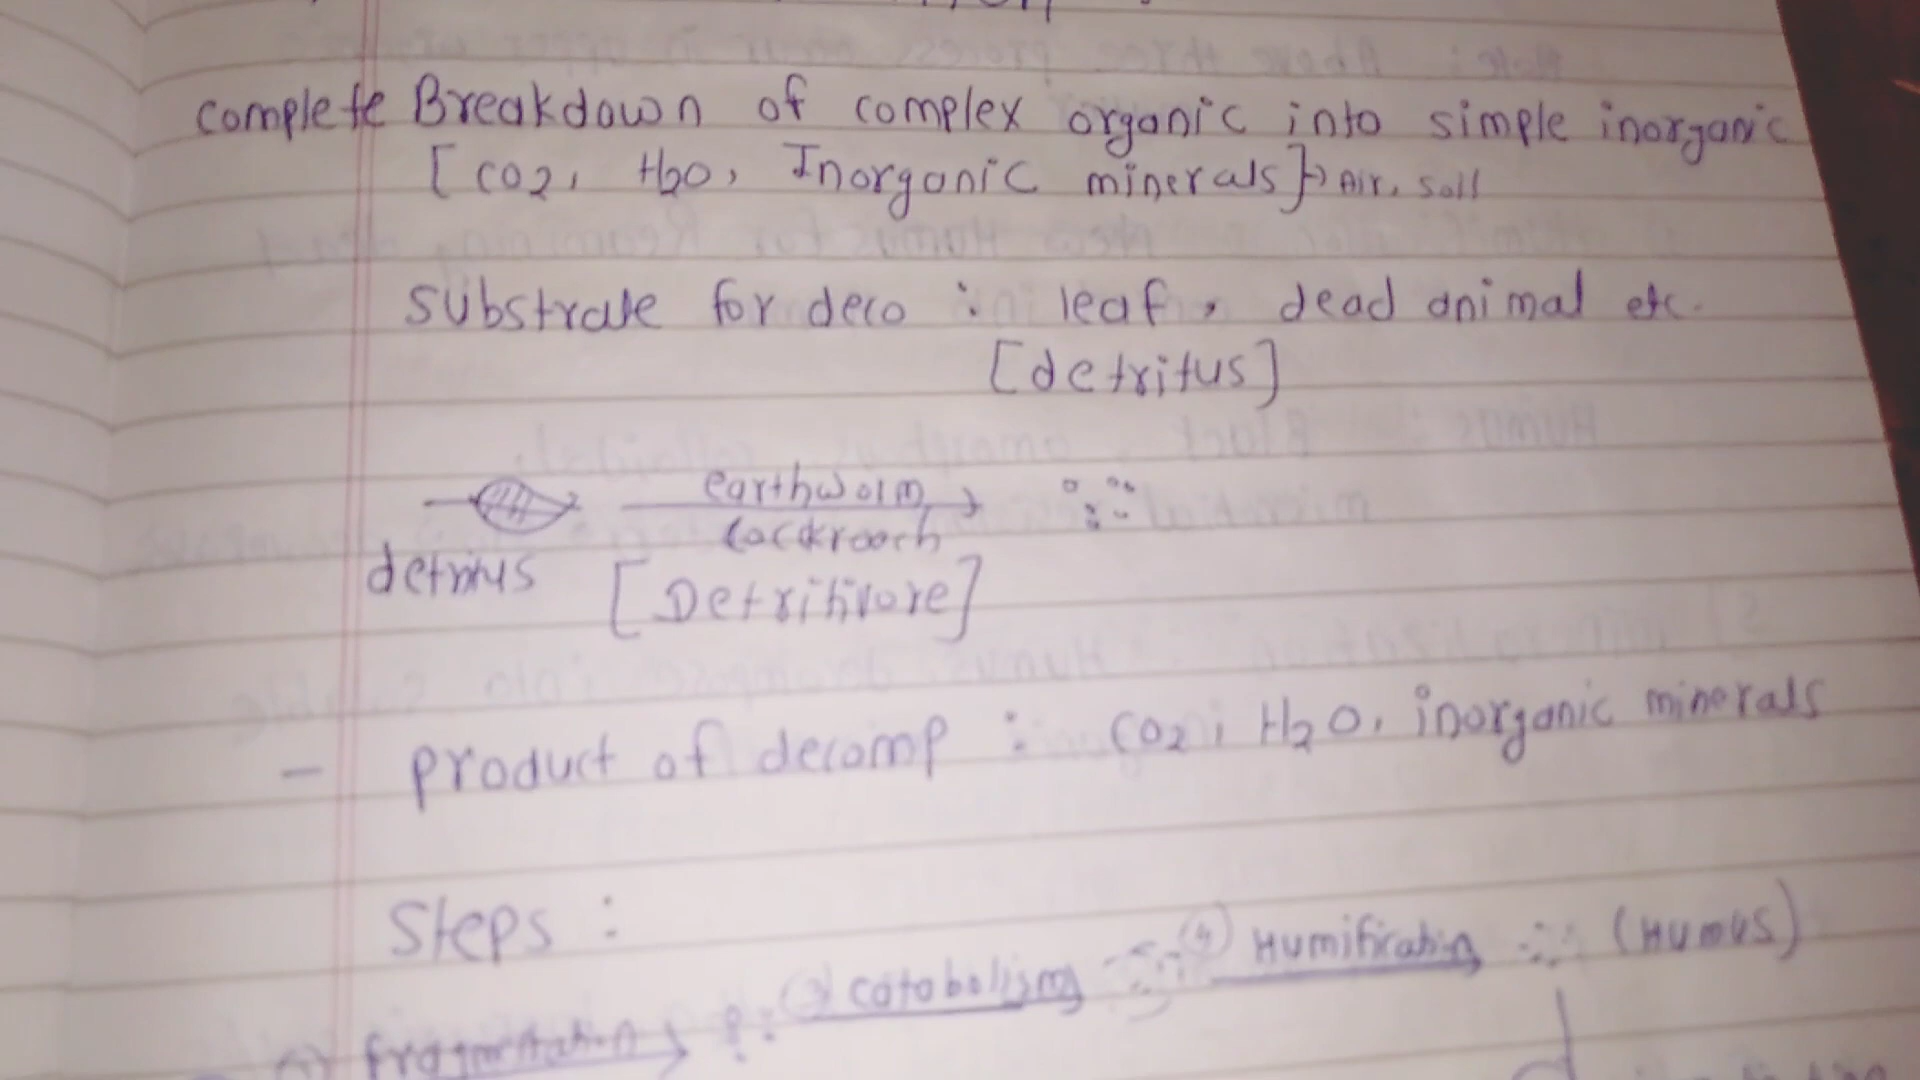 complete Breakdown of complex organic into simple inorganic
[CO2, H2O, Inorganic minerals] → Air, soil
substrate for deco : leaf, dead animal etc.
[detritus]
earthworm
cockroach
detritus [Detritivore]
- product of decomp : CO2, H2O, inorganic minerals
Steps :
(4) Humification (Humus)
catabolism
fragmentation